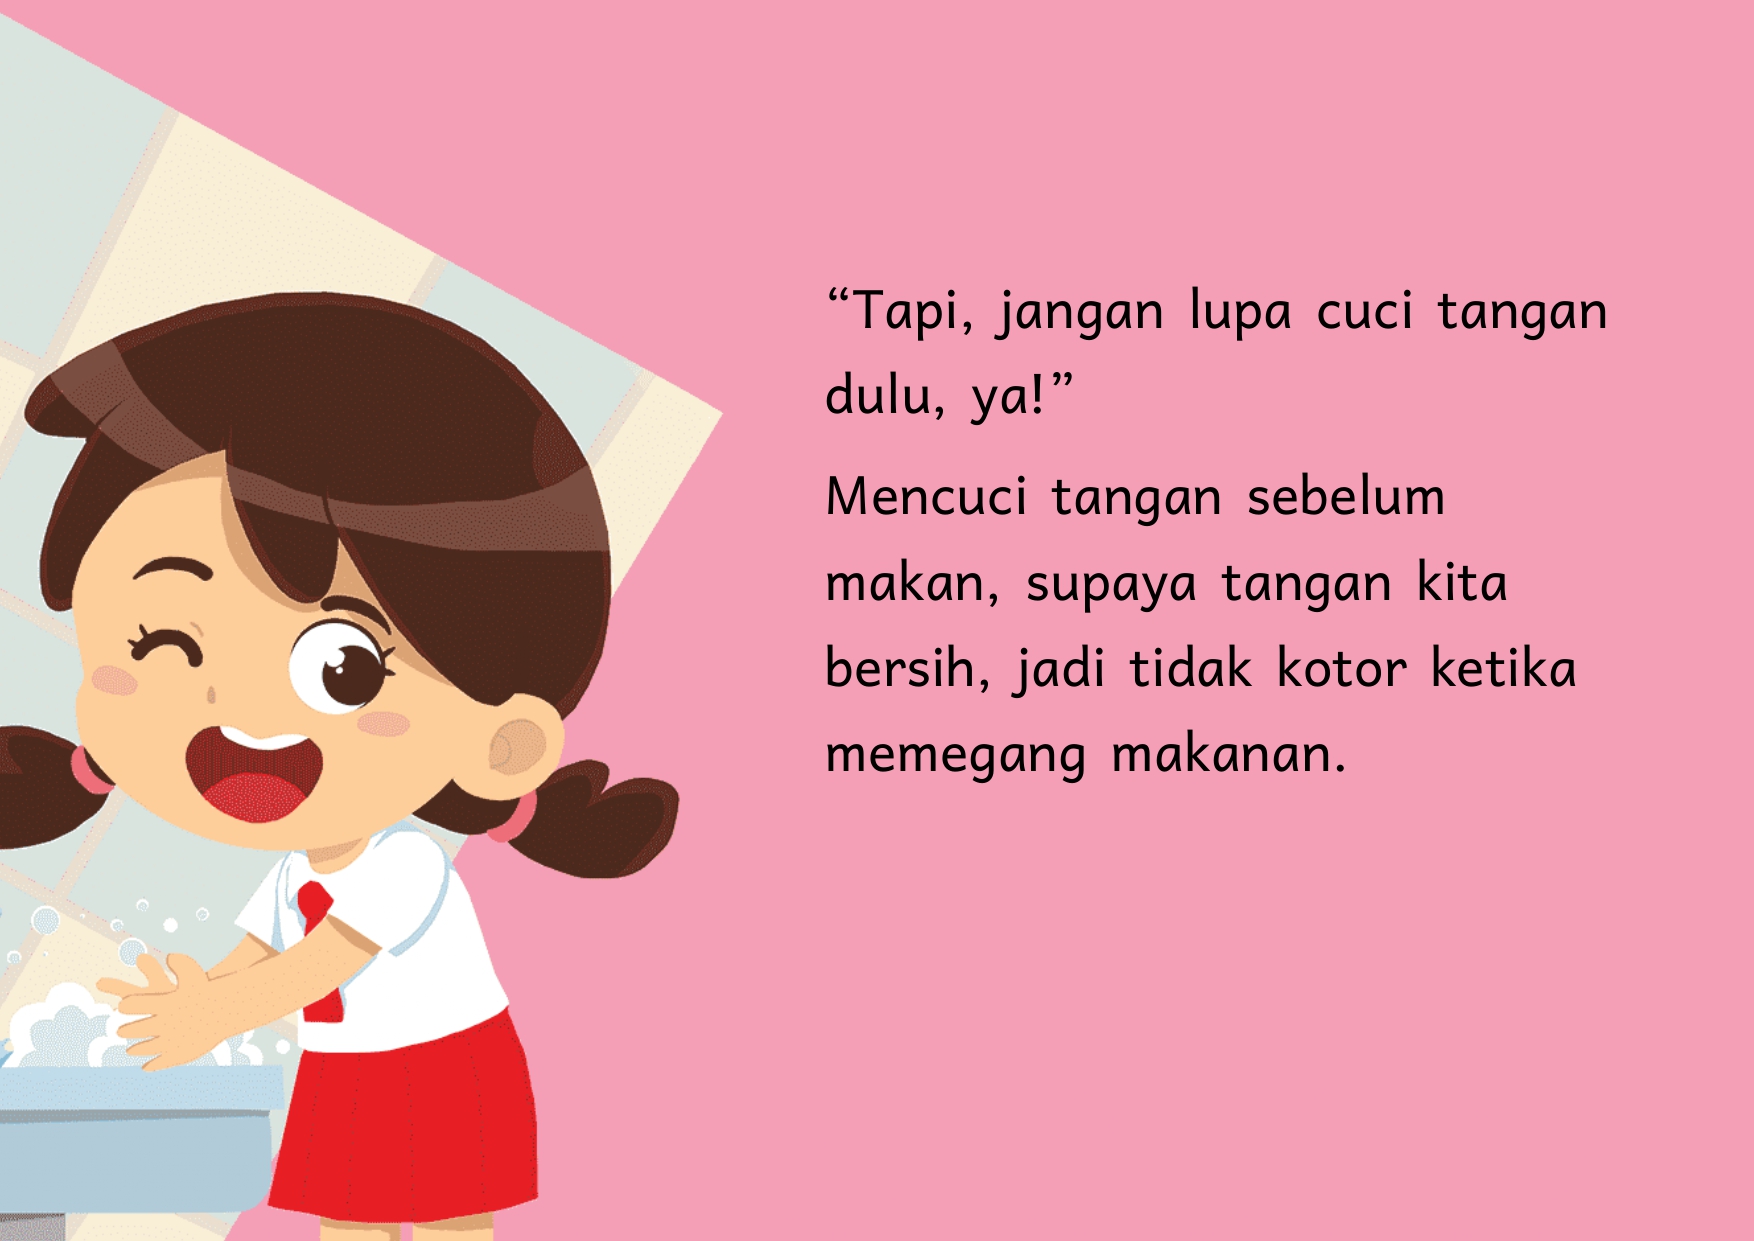 “Tapi, jangan lupa cuci tangan
dulu, ya!”
Mencuci tangan sebelum
makan, supaya tangan kita
bersih, jadi tidak kotor ketika
memegang makanan.